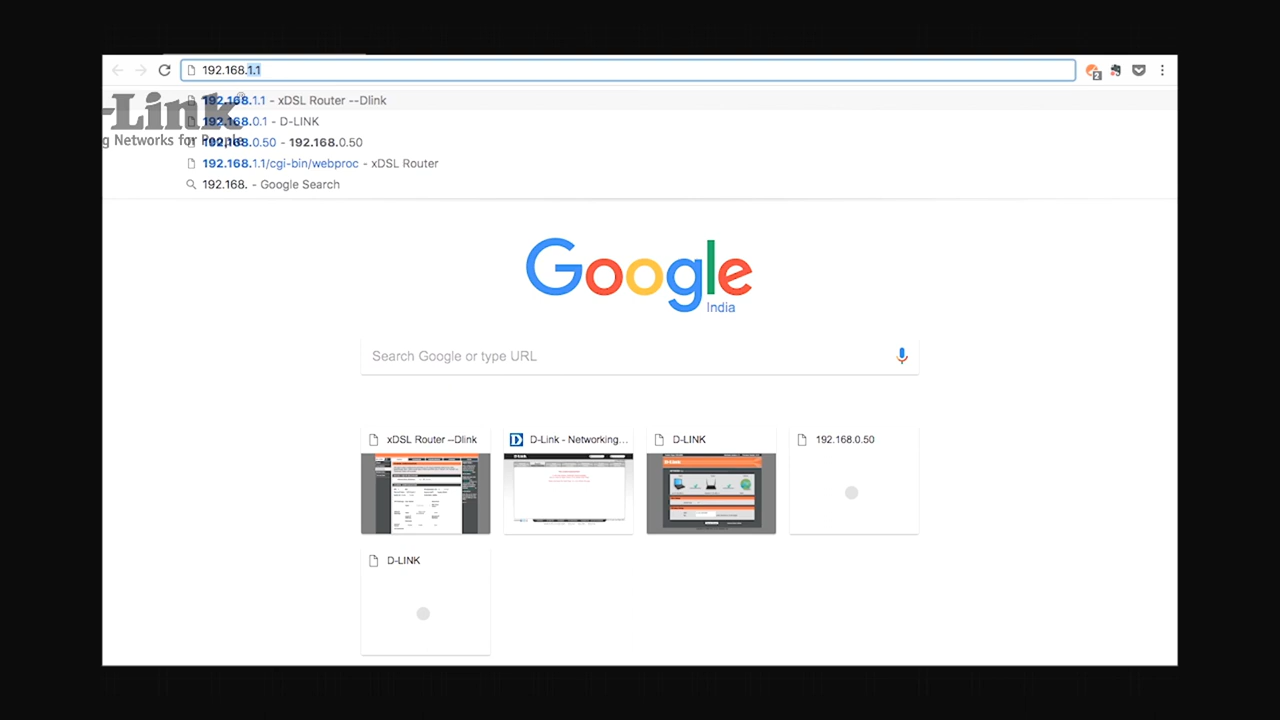 192.168.1.1
2
-Link
g Networks for People
192.168.1.1 - xDSL Router --Dlink
192.168.0.1 - D-LINK
192.168.0.50 - 192.168.0.50
192.168.1.1/cgi-bin/webproc - xDSL Router
192.168. - Google Search
Google
India
Search Google or type URL
xDSL Router --Dlink
D-Link - Networking...
D-LINK
192.168.0.50
D-LINK